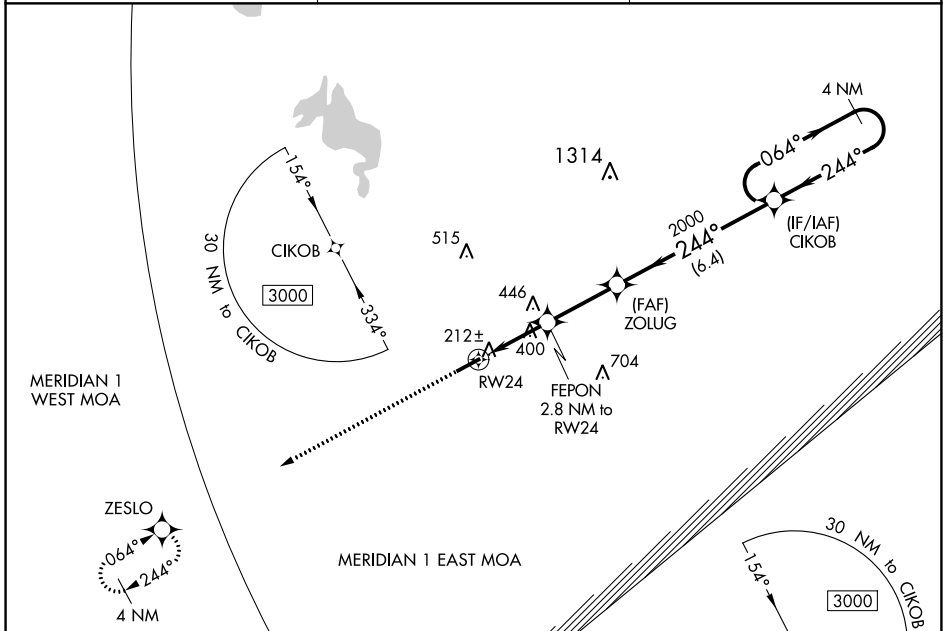 4 NM
064°
244°
1314
(IF/IAF)
CIKOB
2000
244°
(6.4)
154°
CIKOB
30 NM to CIKOB
3000
334°
515
446
(FAF)
ZOLUG
212±
400
RW24
704
FEPON
2.8 NM to
RW24
MERIDIAN 1
WEST MOA
ZESLO
064°
244°
4 NM
MERIDIAN 1 EAST MOA
30 NM to CIKOB
154°
3000